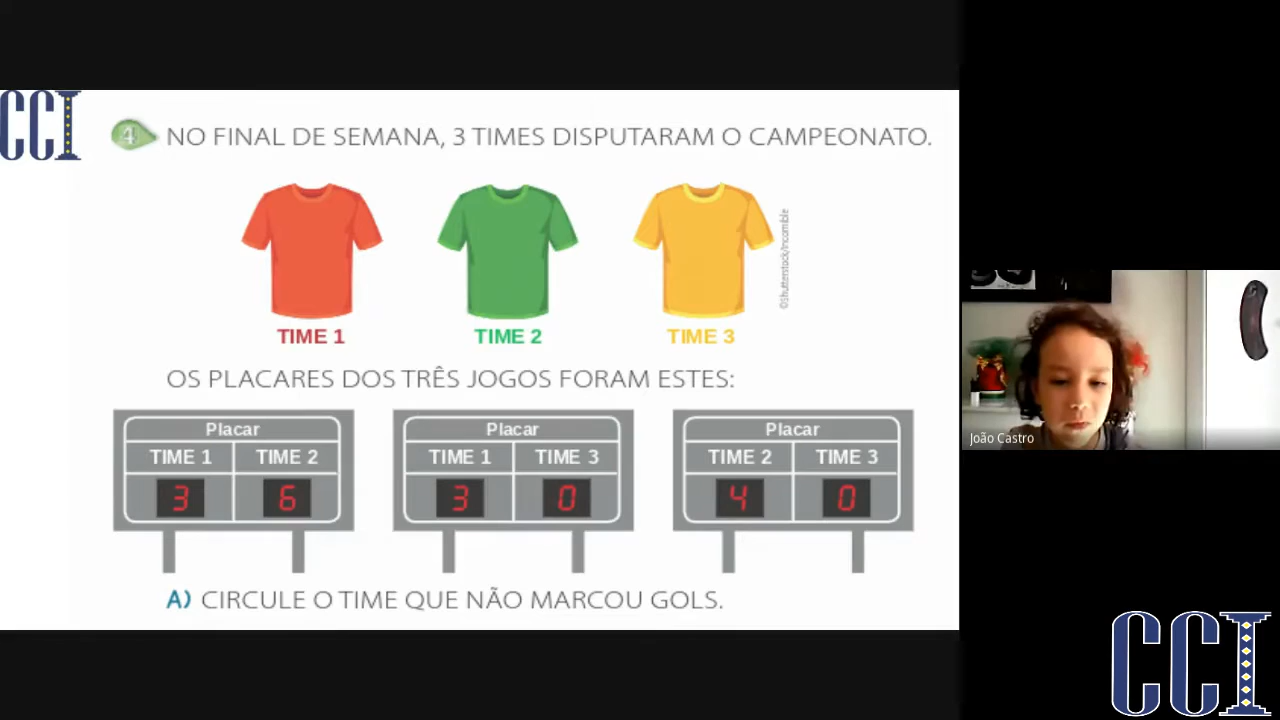 CCI
4 NO FINAL DE SEMANA, 3 TIMES DISPUTARAM O CAMPEONATO.
©Shutterstock/Incomible
TIME 1 TIME 2 TIME 3
OS PLACARES DOS TRÊS JOGOS FORAM ESTES:
Placar Placar Placar
TIME 1 TIME 2 TIME 1 TIME 3 TIME 2 TIME 3
3 6 3 0 4 0
A) CIRCULE O TIME QUE NÃO MARCOU GOLS.
João Castro
CCI